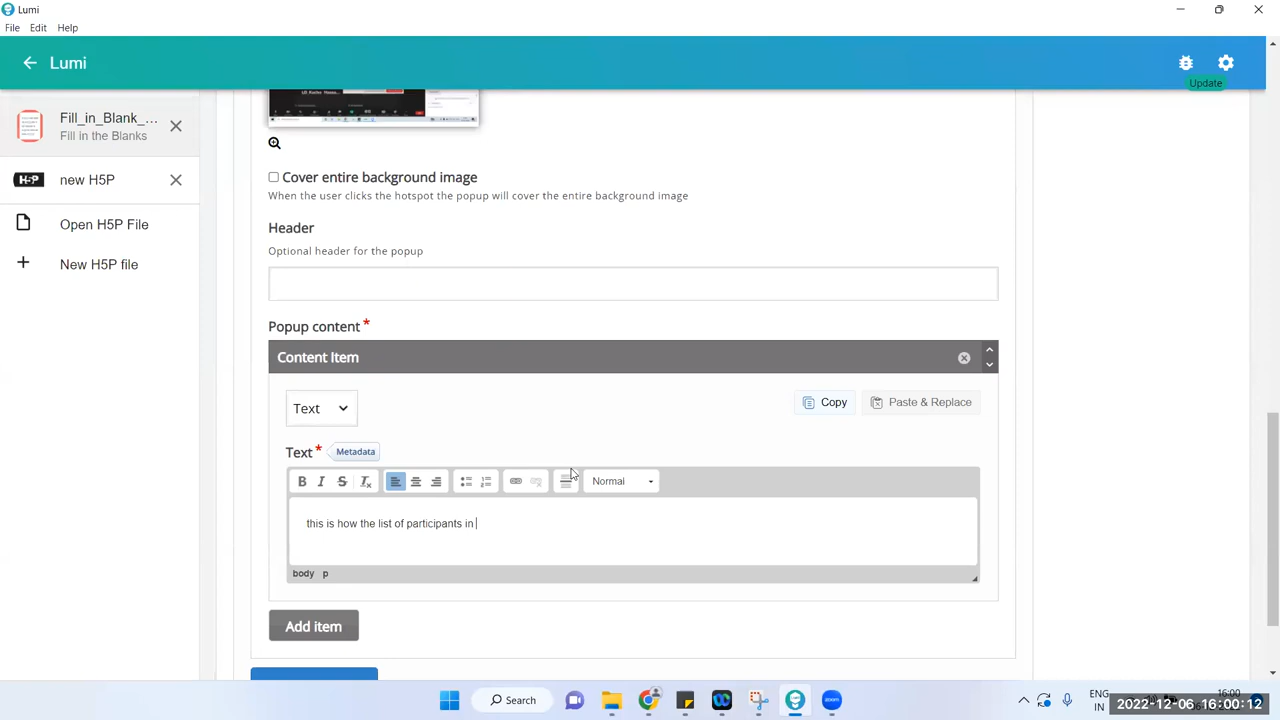 Lumi
File Edit Help
Lumi
Update
Fill_in_Blank_...
Fill in the Blanks
new H5P
Open H5P File
New H5P file
Cover entire background image
When the user clicks the hotspot the popup will cover the entire background image
Header
Optional header for the popup
Popup content *
Content Item
Text
Copy
Paste & Replace
Text * Metadata
Normal
this is how the list of participants in
body p
Add item
Search
ENG
IN
16:00
2022-12-06 16:00:12